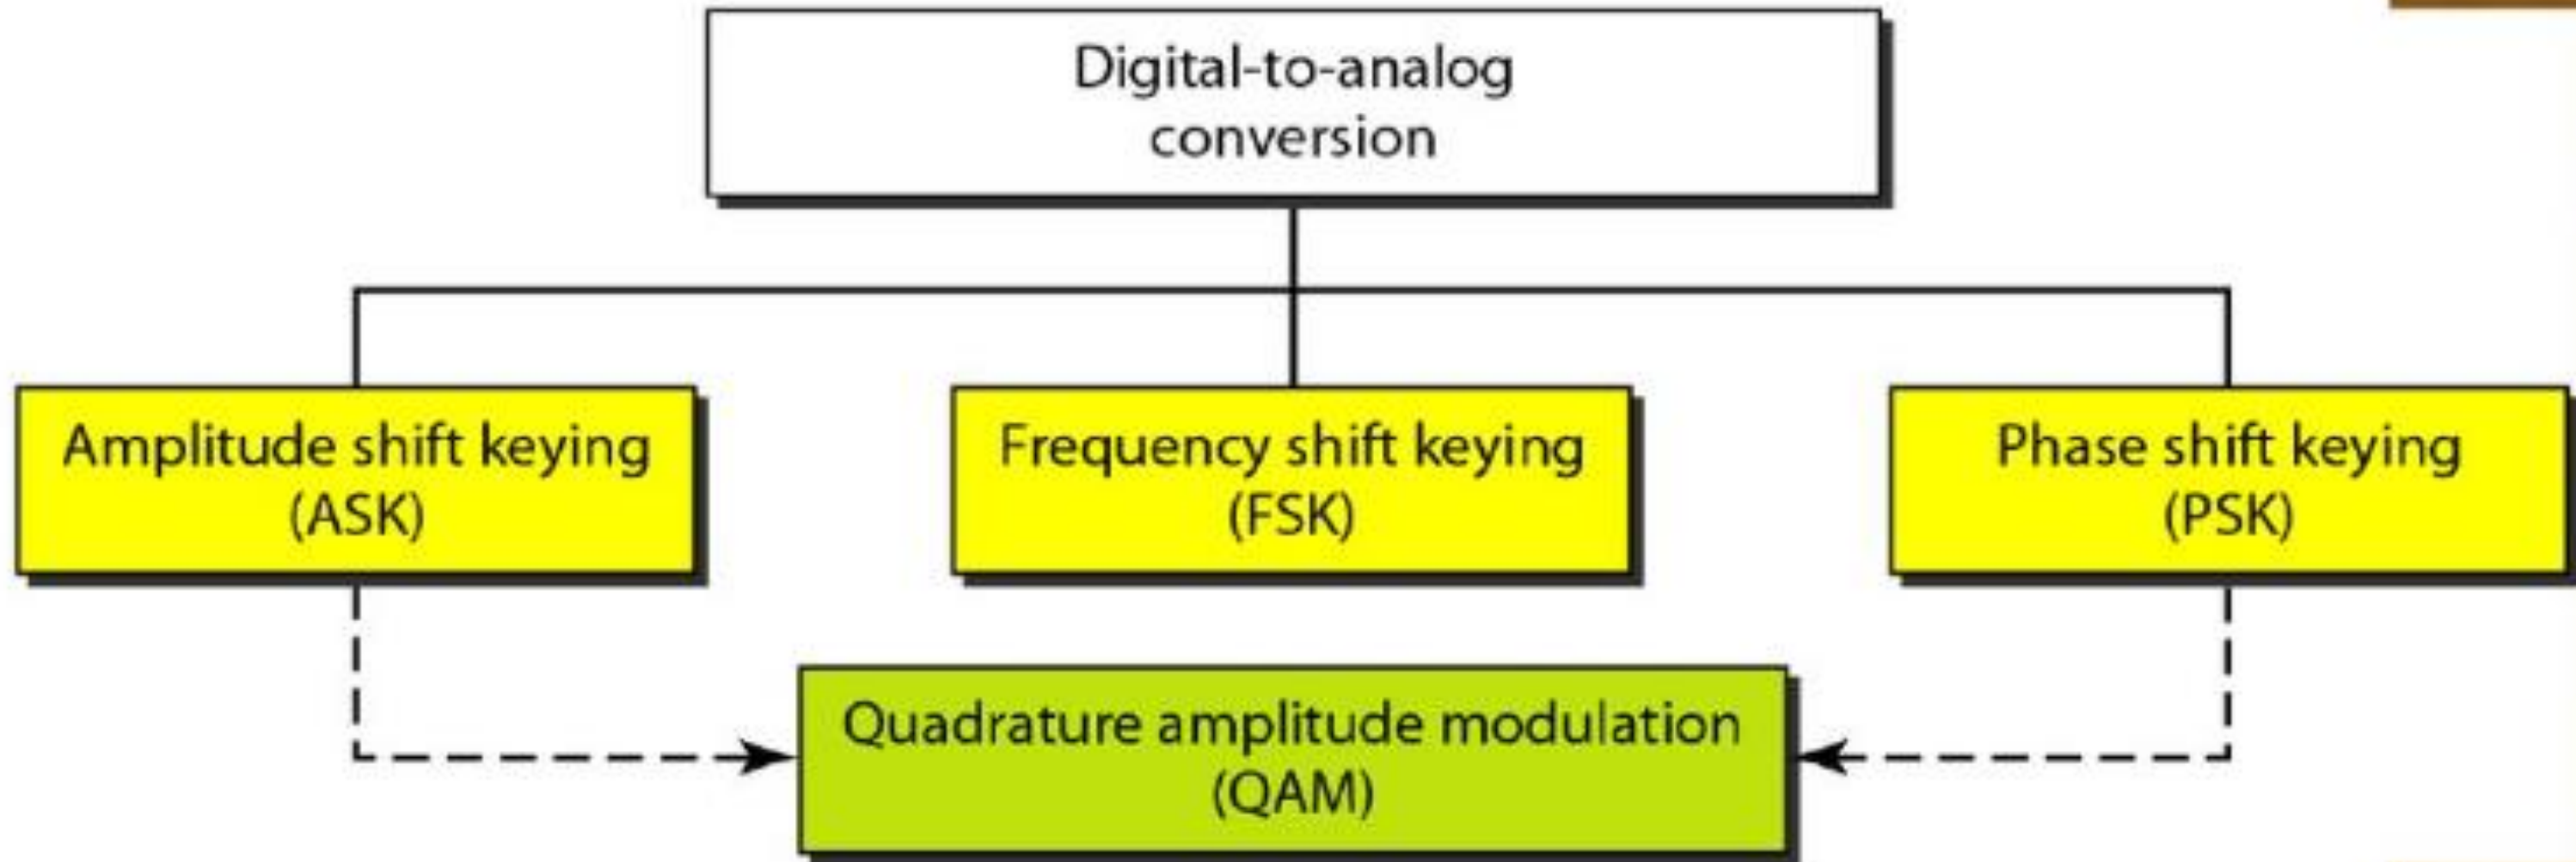 Digital-to-analog
conversion
Amplitude shift keying
(ASK)
Frequency shift keying
(FSK)
Phase shift keying
(PSK)
Quadrature amplitude modulation
(QAM)